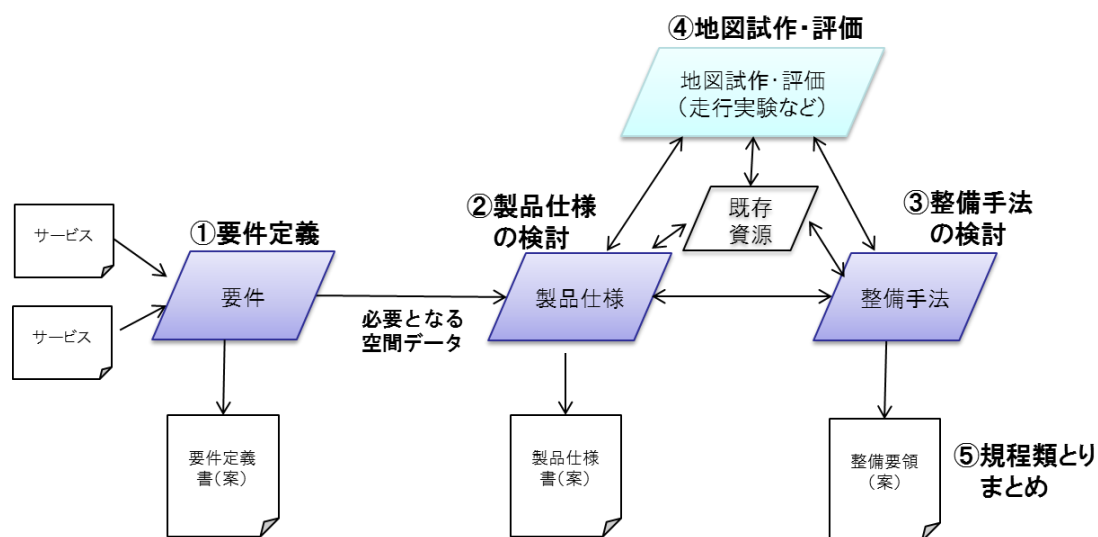 ④地図試作・評価
地図試作・評価
（走行実験など）
②製品仕様
の検討
既存
資源
③整備手法
の検討
サービス
①要件定義
要件
製品仕様
整備手法
サービス
必要となる
空間データ
要件定義
書（案）
製品仕様
書（案）
整備要領
（案）
⑤規程類とり
まとめ